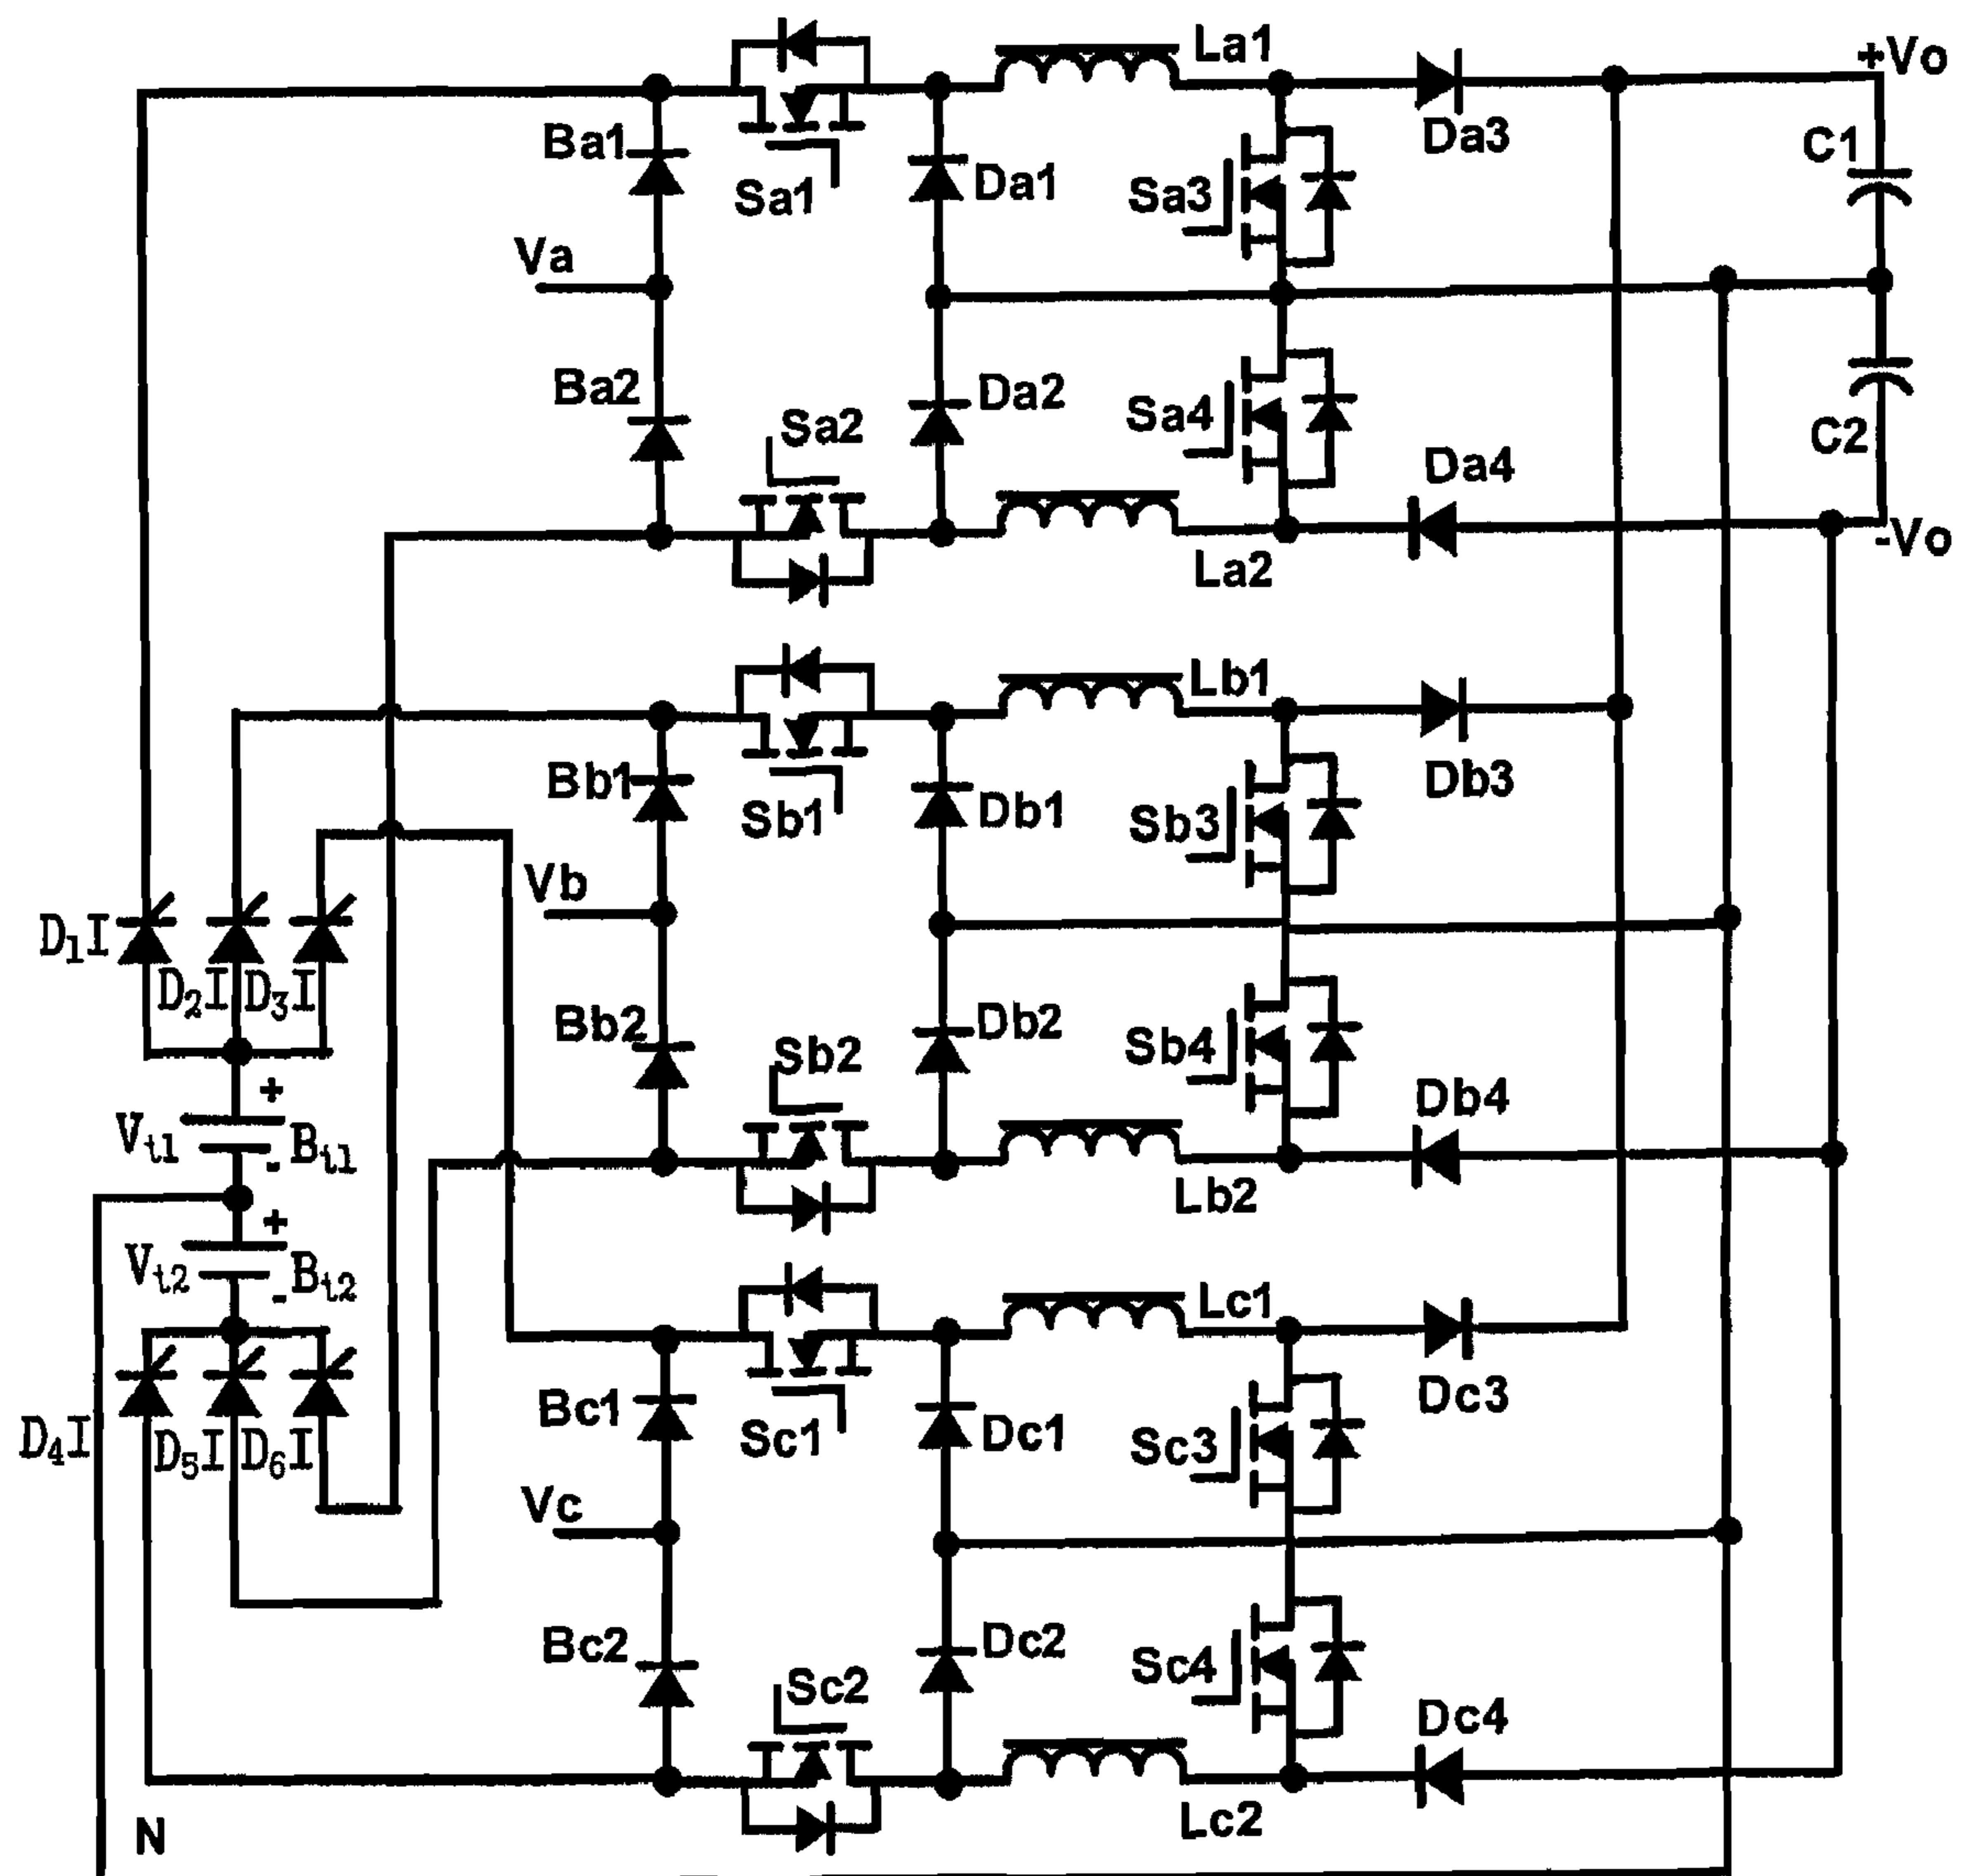 La1
+Vo
Da3
C1
Ba1
Sa1
Da1
Sa3
Va
Ba2
Sa2
Da2
Sa4
Da4
C2
La2
-Vo
Lb1
Bb1
Sb1
Db1
Sb3
Db3
Vb
D₁I
D₂I
D₃I
Bb2
Sb2
Db2
Sb4
Db4
+
Vt1
Bt1
-
Lb2
+
Vt2
Bt2
-
Lc1
Bc1
Sc1
Dc1
Sc3
Dc3
D₄I
D₅I
D₆I
Vc
Bc2
Sc2
Dc2
Sc4
Dc4
Lc2
N